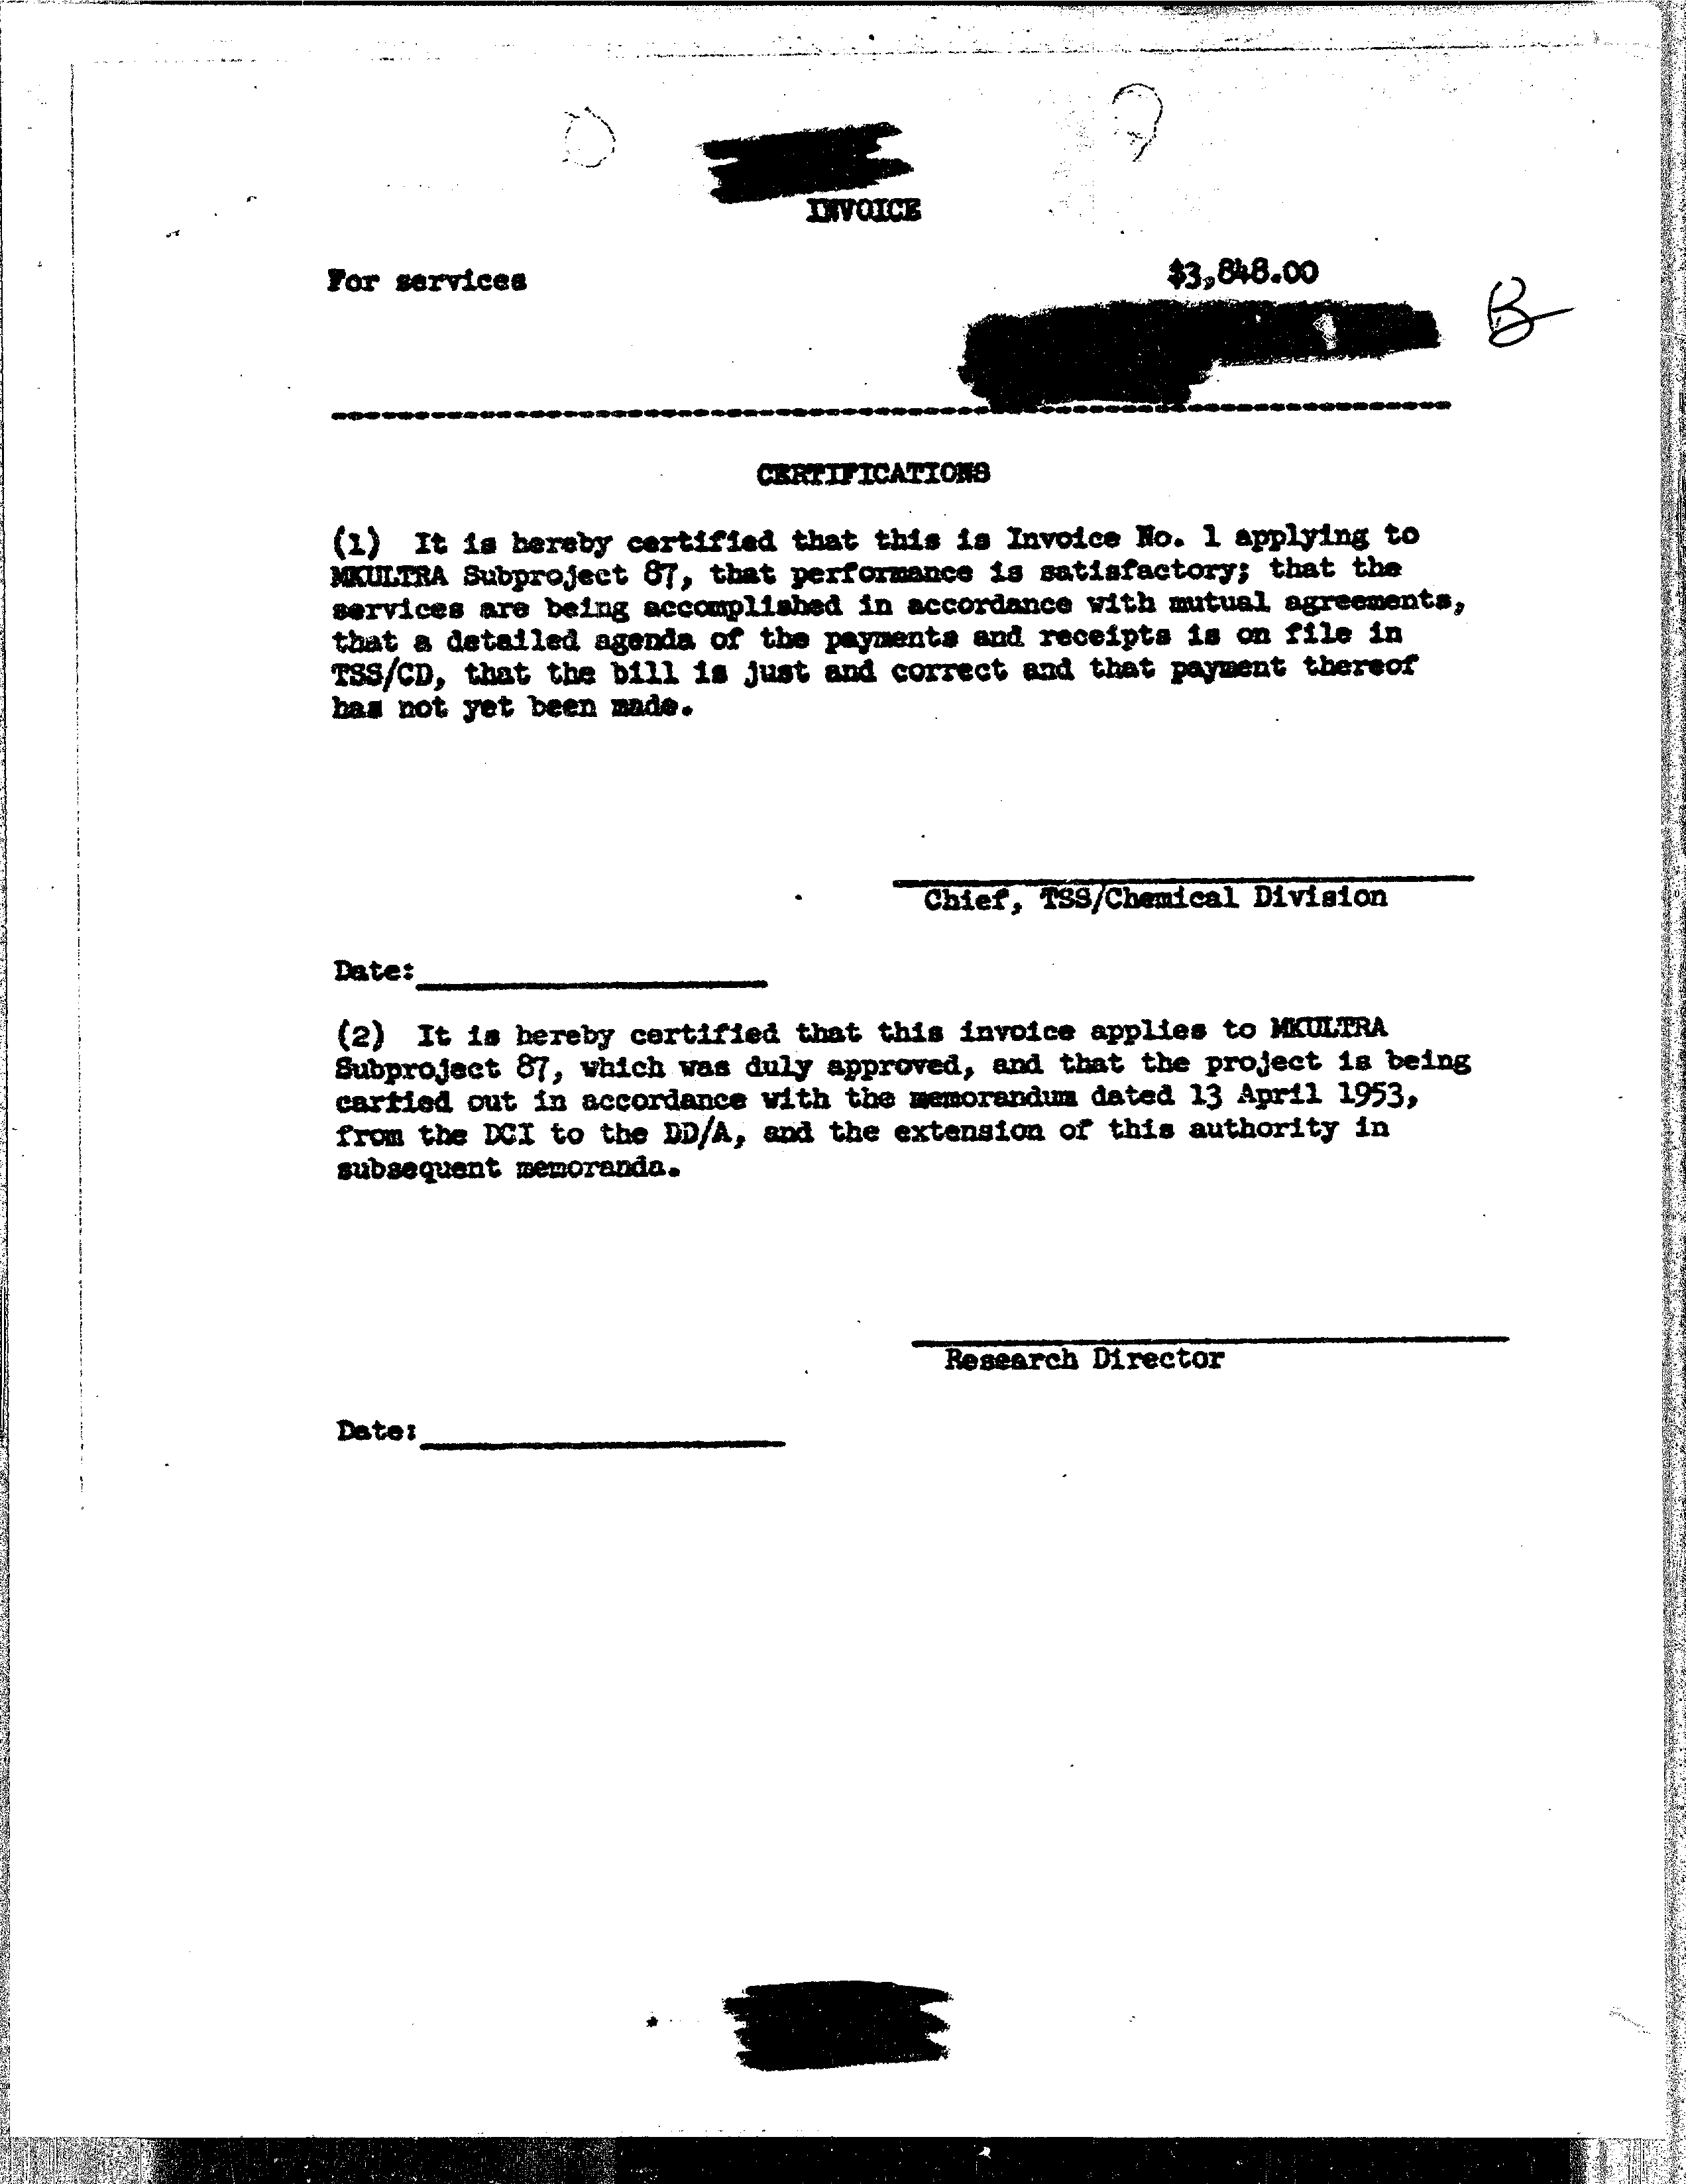 INVOICE
For services $3,848.00
B
CERTIFICATIONS
(1) It is hereby certified that this is Invoice No. 1 applying to
MKULTRA Subproject 87, that performance is satisfactory; that the
services are being accomplished in accordance with mutual agreements,
that a detailed agenda of the payments and receipts is on file in
TSS/CD, that the bill is just and correct and that payment thereof
has not yet been made.
Chief, TSS/Chemical Division
Date:
(2) It is hereby certified that this invoice applies to MKULTRA
Subproject 87, which was duly approved, and that the project is being
carried out in accordance with the memorandum dated 13 April 1953,
from the DCI to the DD/A, and the extension of this authority in
subsequent memoranda.
Research Director
Date: